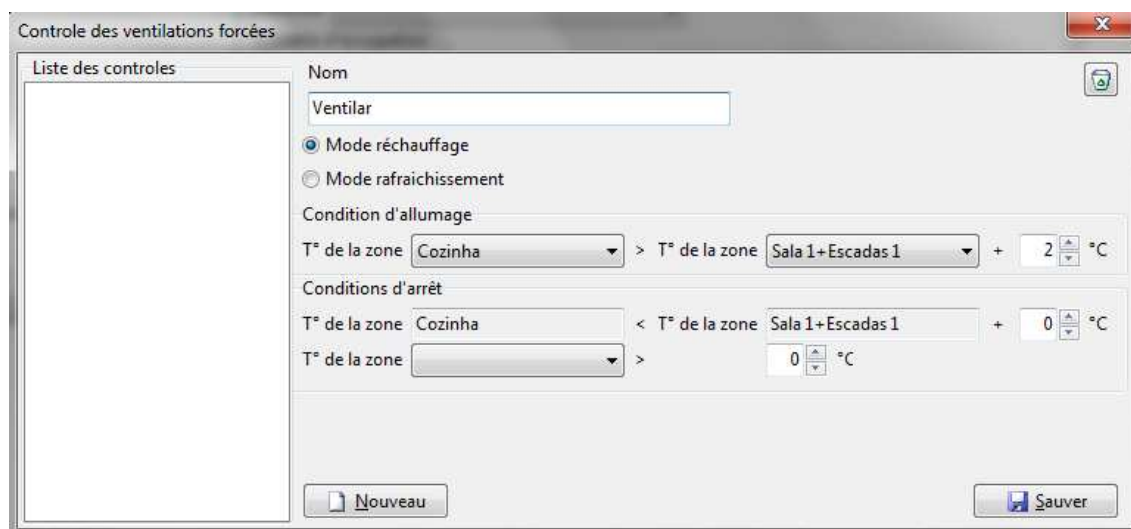 Controle des ventilations forcées
Liste des controles
Nom
Ventilar
Mode réchauffage
Mode rafraichissement
Condition d'allumage
T° de la zone Cozinha > T° de la zone Sala 1+Escadas 1 + 2 °C
Conditions d'arrêt
T° de la zone Cozinha < T° de la zone Sala 1+Escadas 1 + 0 °C
T° de la zone > 0 °C
Nouveau Sauver